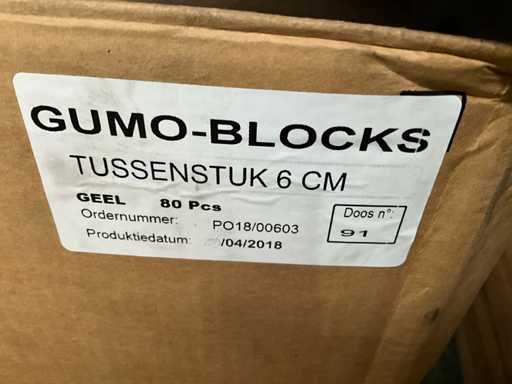 GUMO-BLOCKS
TUSSENSTUK 6 CM
GEEL 80 Pcs
Ordernummer: PO18/00603
Produktiedatum: /04/2018
Doos n°:
91